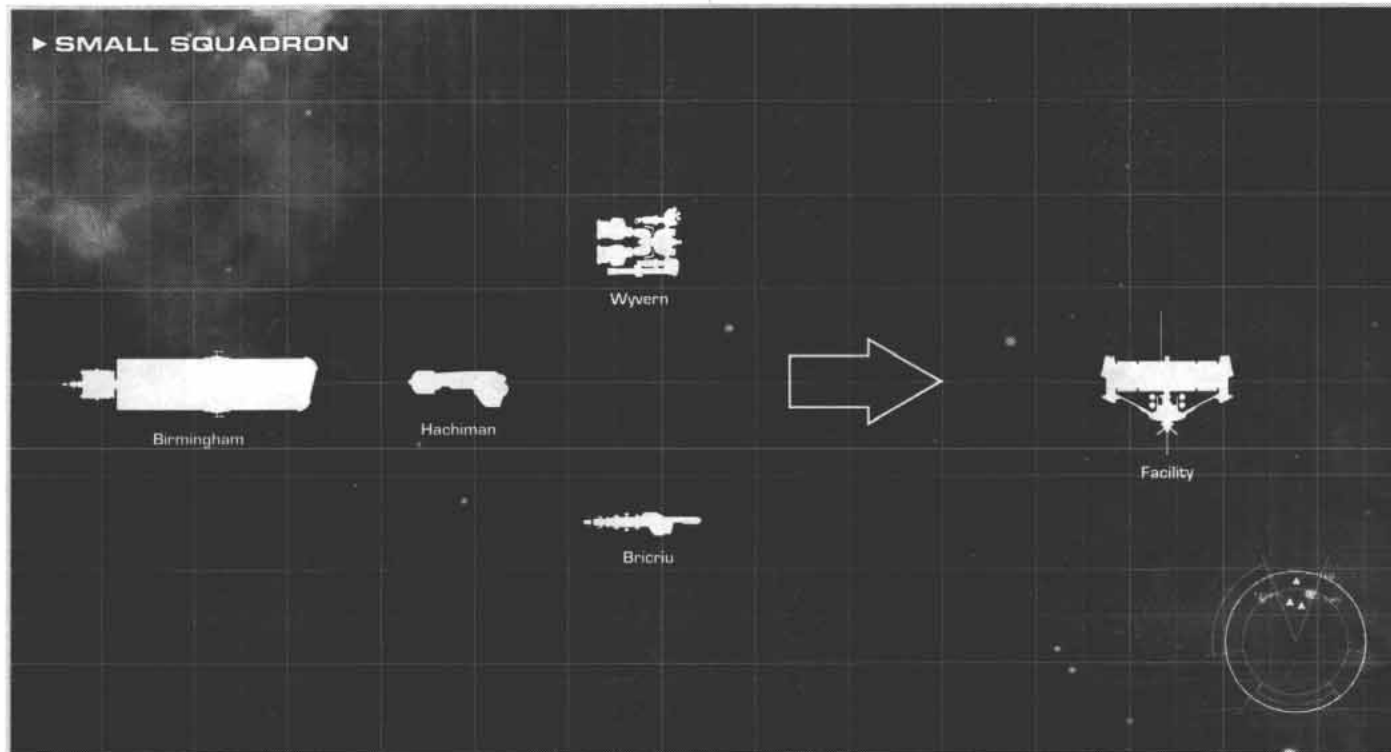 SMALL SQUADRON
Wyvern
Birmingham
Hachiman
Facility
Bricriu